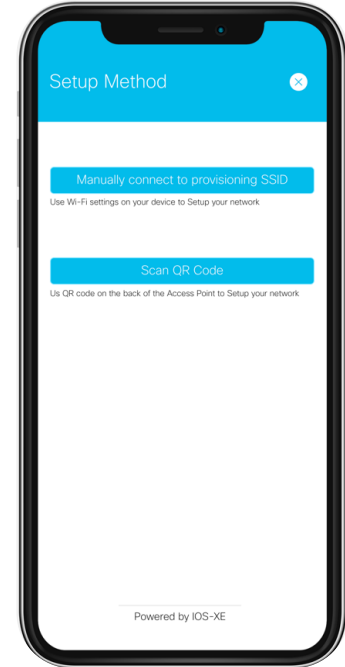 Setup Method
Manually connect to provisioning SSID
Use Wi-Fi settings on your device to Setup your network
Scan QR Code
Us QR code on the back of the Access Point to Setup your network
Powered by IOS-XE